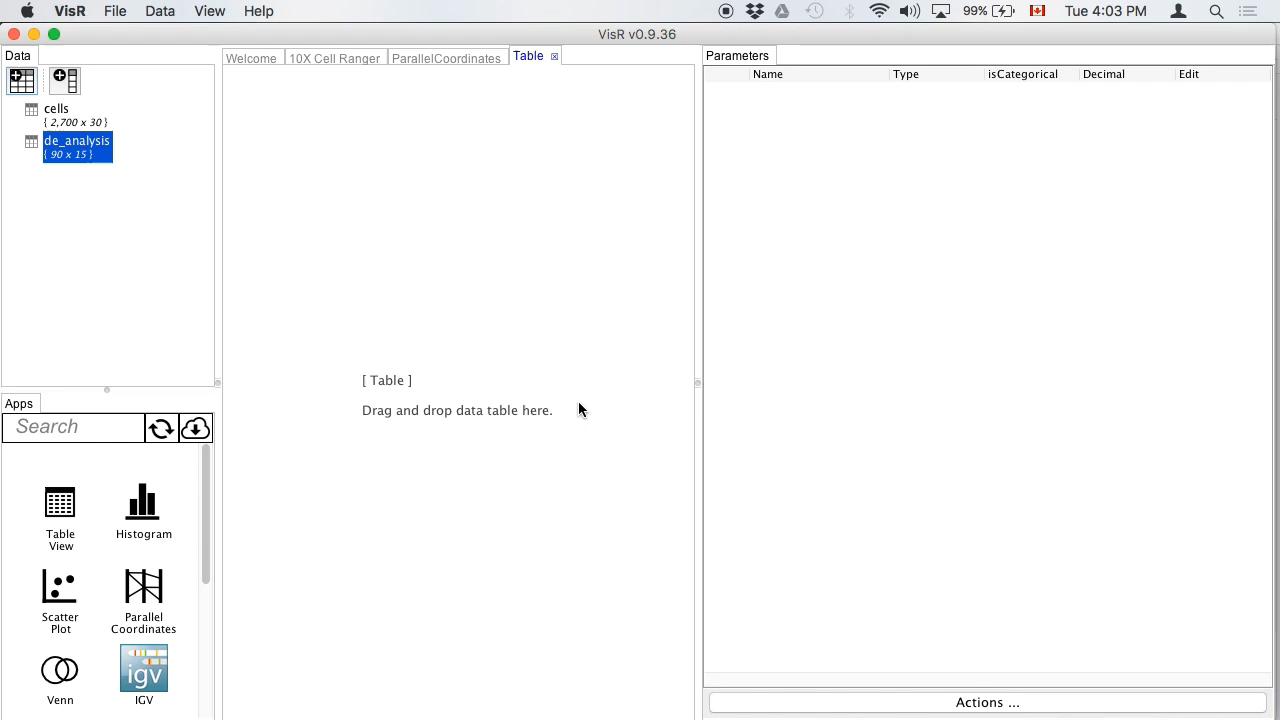 VisR File Data View Help 99% Tue 4:03 PM
VisR v0.9.36
Data
cells
{ 2,700 x 30 }
de_analysis
{ 90 x 15 }
Apps
Search
Table
View
Histogram
Scatter
Plot
Parallel
Coordinates
Venn
igv
IGV
Welcome 10X Cell Ranger ParallelCoordinates Table
[ Table ]
Drag and drop data table here.
Parameters
Name Type isCategorical Decimal Edit
Actions ...